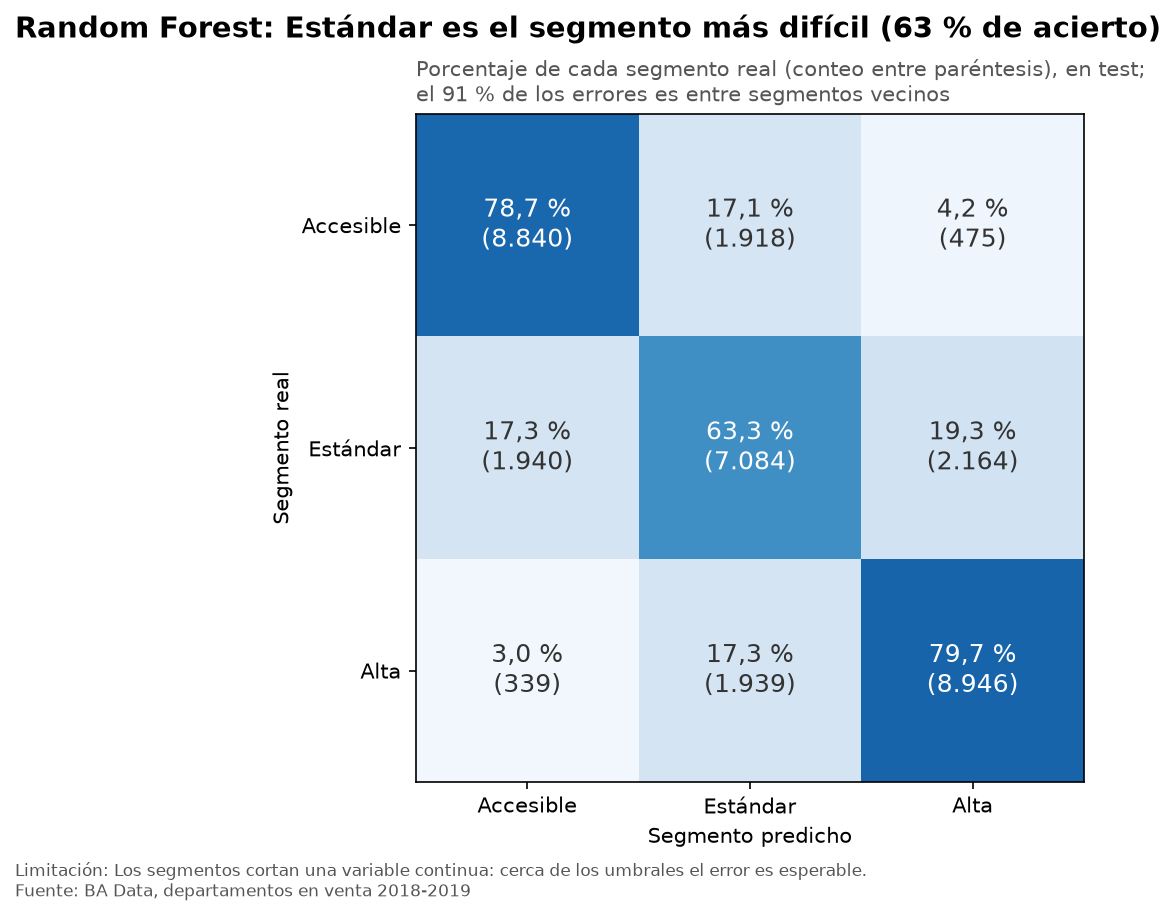 Random Forest: Estándar es el segmento más difícil (63 % de acierto)
Porcentaje de cada segmento real (conteo entre paréntesis), en test;
el 91 % de los errores es entre segmentos vecinos
Segmento real
Accesible
78,7 %
(8.840)
17,1 %
(1.918)
4,2 %
(475)
Estándar
17,3 %
(1.940)
63,3 %
(7.084)
19,3 %
(2.164)
Alta
3,0 %
(339)
17,3 %
(1.939)
79,7 %
(8.946)
Accesible
Estándar
Alta
Segmento predicho
Limitación: Los segmentos cortan una variable continua: cerca de los umbrales el error es esperable.
Fuente: BA Data, departamentos en venta 2018-2019